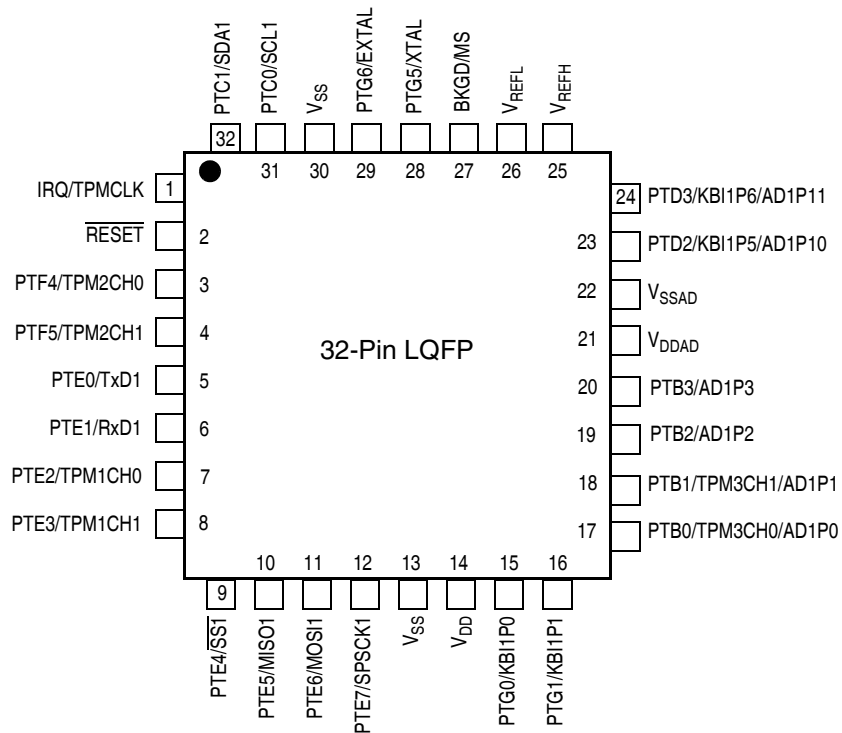 PTC1/SDA1
PTC0/SCL1
VSS
PTG6/EXTAL
PTG5/XTAL
BKGD/MS
VREFL
VREFH
32
31
30
29
28
27
26
25
IRQ/TPMCLK 1
RESET 2
PTF4/TPM2CH0 3
PTF5/TPM2CH1 4
PTE0/TxD1 5
PTE1/RxD1 6
PTE2/TPM1CH0 7
PTE3/TPM1CH1 8
32-Pin LQFP
24 PTD3/KBI1P6/AD1P11
23 PTD2/KBI1P5/AD1P10
22 VSSAD
21 VDDAD
20 PTB3/AD1P3
19 PTB2/AD1P2
18 PTB1/TPM3CH1/AD1P1
17 PTB0/TPM3CH0/AD1P0
9
10
11
12
13
14
15
16
PTE4/SS1
PTE5/MISO1
PTE6/MOSI1
PTE7/SPSCK1
VSS
VDD
PTG0/KBI1P0
PTG1/KBI1P1